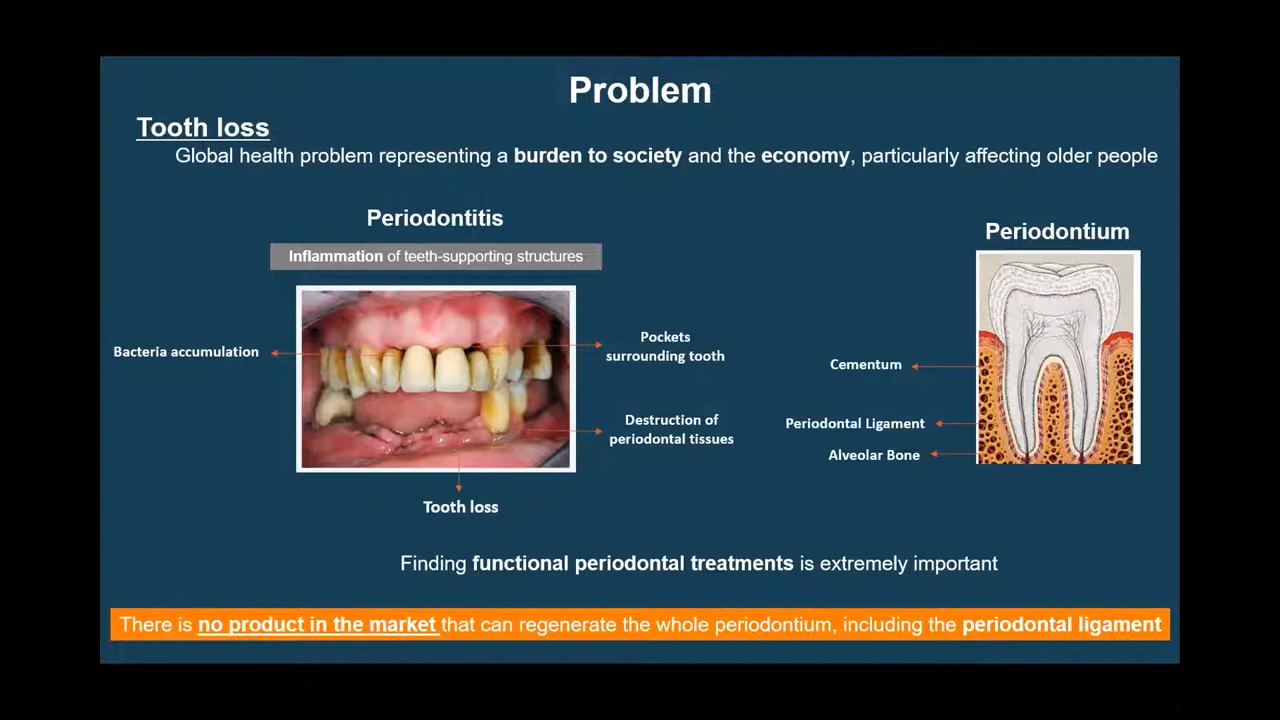 Problem
Tooth loss
Global health problem representing a burden to society and the economy, particularly affecting older people
Periodontitis
Inflammation of teeth-supporting structures
Bacteria accumulation
Pockets
surrounding tooth
Destruction of
periodontal tissues
Tooth loss
Periodontium
Cementum
Periodontal Ligament
Alveolar Bone
Finding functional periodontal treatments is extremely important
There is no product in the market that can regenerate the whole periodontium, including the periodontal ligament